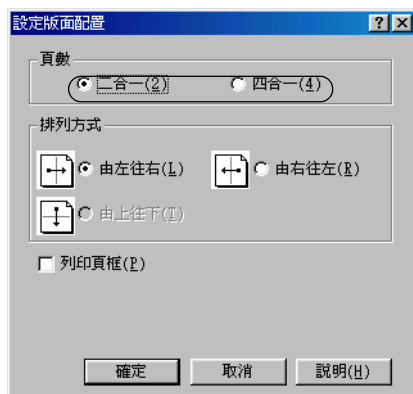 設定版面配置
頁數
二合一(2) 四合一(4)
排列方式
由左往右(L) 由右往左(R)
由上往下(T)
列印頁框(P)
確定 取消 說明(H)